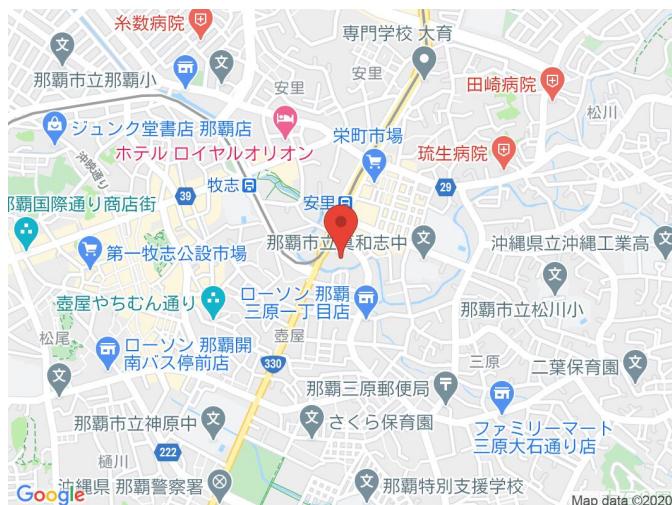 糸数病院
専門学校 大育
那覇市立那覇小
安里
田崎病院
松川
ジュンク堂書店 那覇店
栄町市場
ホテル ロイヤルオリオン
琉生病院
沖映通り
牧志
39
安里
29
那覇国際通り商店街
那覇市立真和志中
沖縄県立沖縄工業高
第一牧志公設市場
壺屋やちむん通り
ローソン 那覇
三原一丁目店
那覇市立松川小
松尾
壺屋
ローソン 那覇開
南バス停前店
330
三原
二葉保育園
那覇三原郵便局
那覇市立神原中
さくら保育園
ファミリーマート
三原大石通り店
222
樋川
沖縄県 那覇警察署
那覇特別支援学校
Google
Map data ©2020